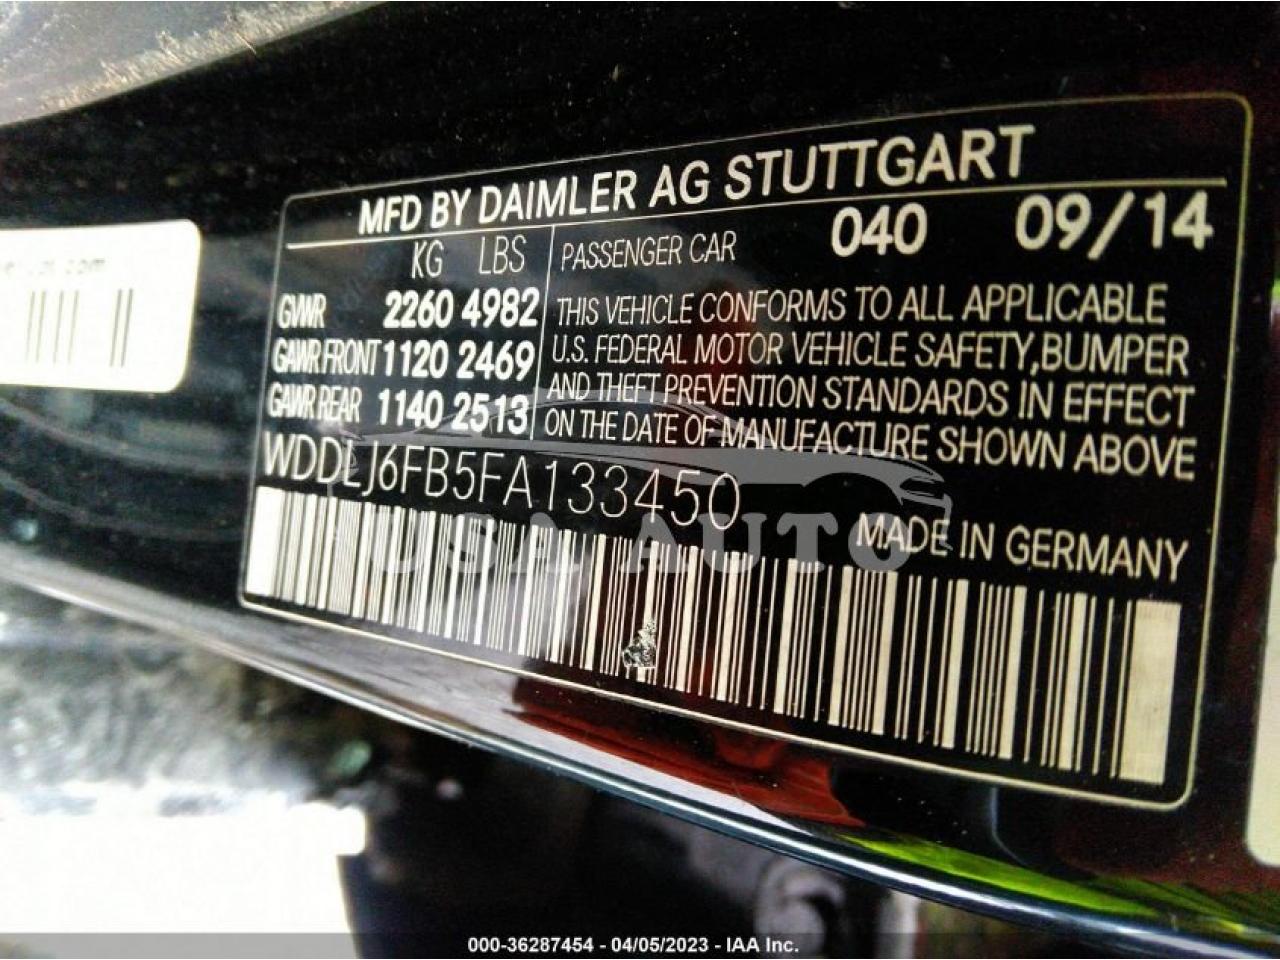 MFD BY DAIMLER AG STUTTGART
KG LBS PASSENGER CAR 040 09/14
GVWR 2260 4982 THIS VEHICLE CONFORMS TO ALL APPLICABLE
GAWR FRONT 1120 2469 U.S. FEDERAL MOTOR VEHICLE SAFETY,BUMPER
GAWR REAR 1140 2513 AND THEFT PREVENTION STANDARDS IN EFFECT
ON THE DATE OF MANUFACTURE SHOWN ABOVE
WDDLJ6FB5FA133450
USA AUTO
MADE IN GERMANY
000-36287454 - 04/05/2023 - IAA Inc.